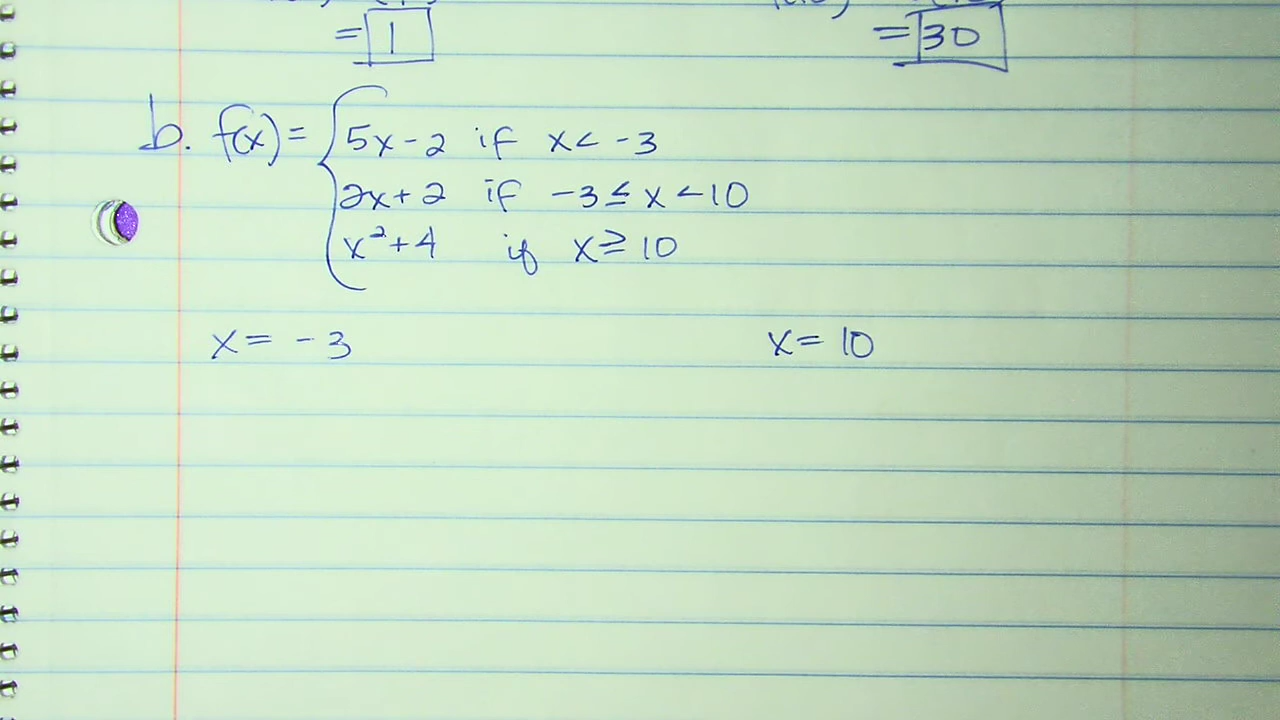 = 1
= 30
b. f(x) = { 5x - 2 if x < -3
2x + 2 if -3 ≤ x < 10
x² + 4 if x ≥ 10
x = -3
x = 10